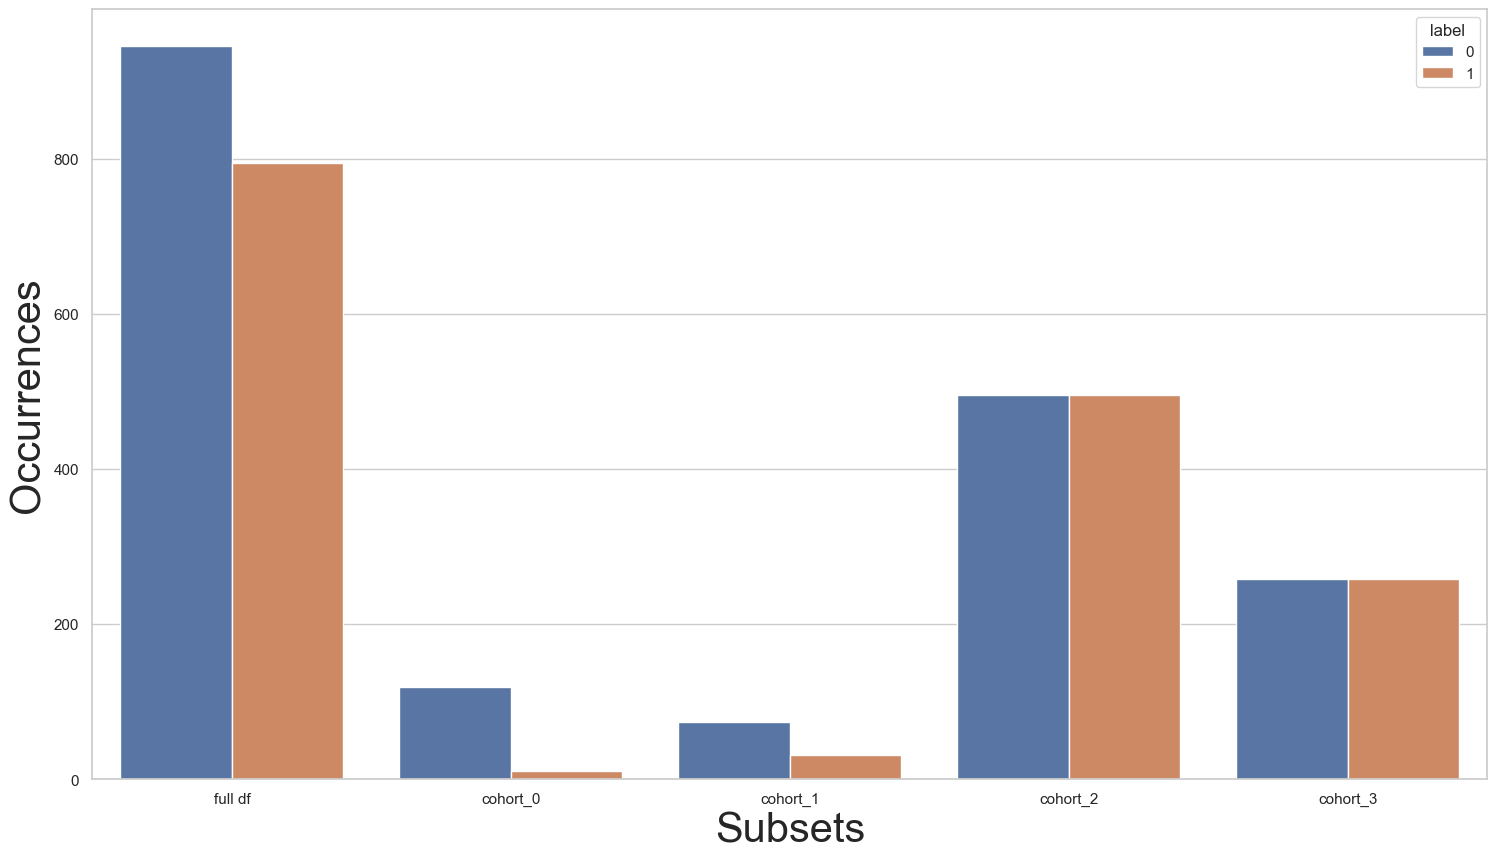 label
0
1
800
600
400
200
0
Occurrences
full df
cohort_0
cohort_1
cohort_2
cohort_3
Subsets